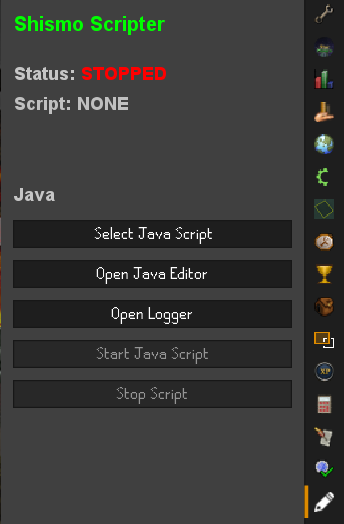 Shismo Scripter
Status: STOPPED
Script: NONE
Java
Select Java Script
Open Java Editor
Open Logger
Start Java Script
Stop Script